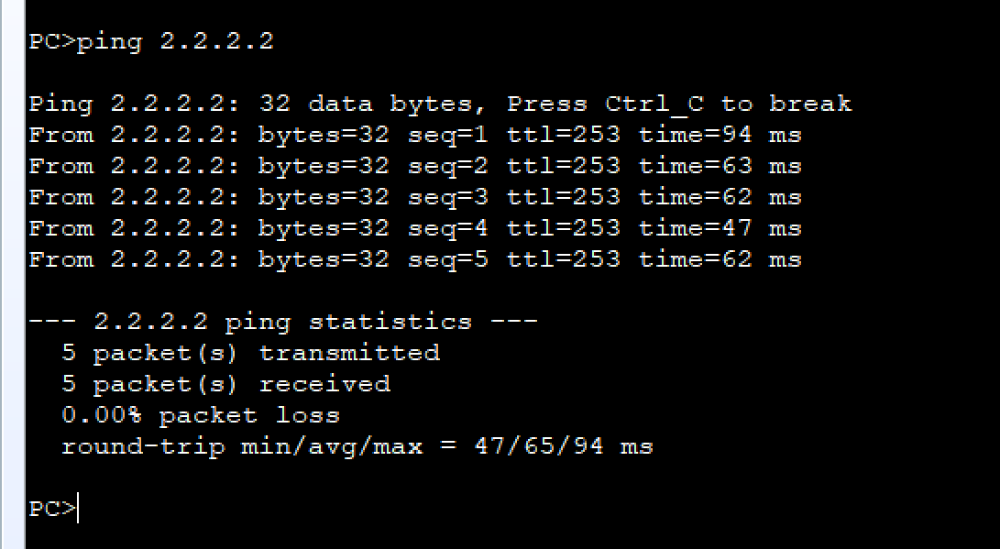 PC>ping 2.2.2.2
Ping 2.2.2.2: 32 data bytes, Press Ctrl_C to break
From 2.2.2.2: bytes=32 seq=1 ttl=253 time=94 ms
From 2.2.2.2: bytes=32 seq=2 ttl=253 time=63 ms
From 2.2.2.2: bytes=32 seq=3 ttl=253 time=62 ms
From 2.2.2.2: bytes=32 seq=4 ttl=253 time=47 ms
From 2.2.2.2: bytes=32 seq=5 ttl=253 time=62 ms
--- 2.2.2.2 ping statistics ---
  5 packet(s) transmitted
  5 packet(s) received
  0.00% packet loss
  round-trip min/avg/max = 47/65/94 ms
PC>